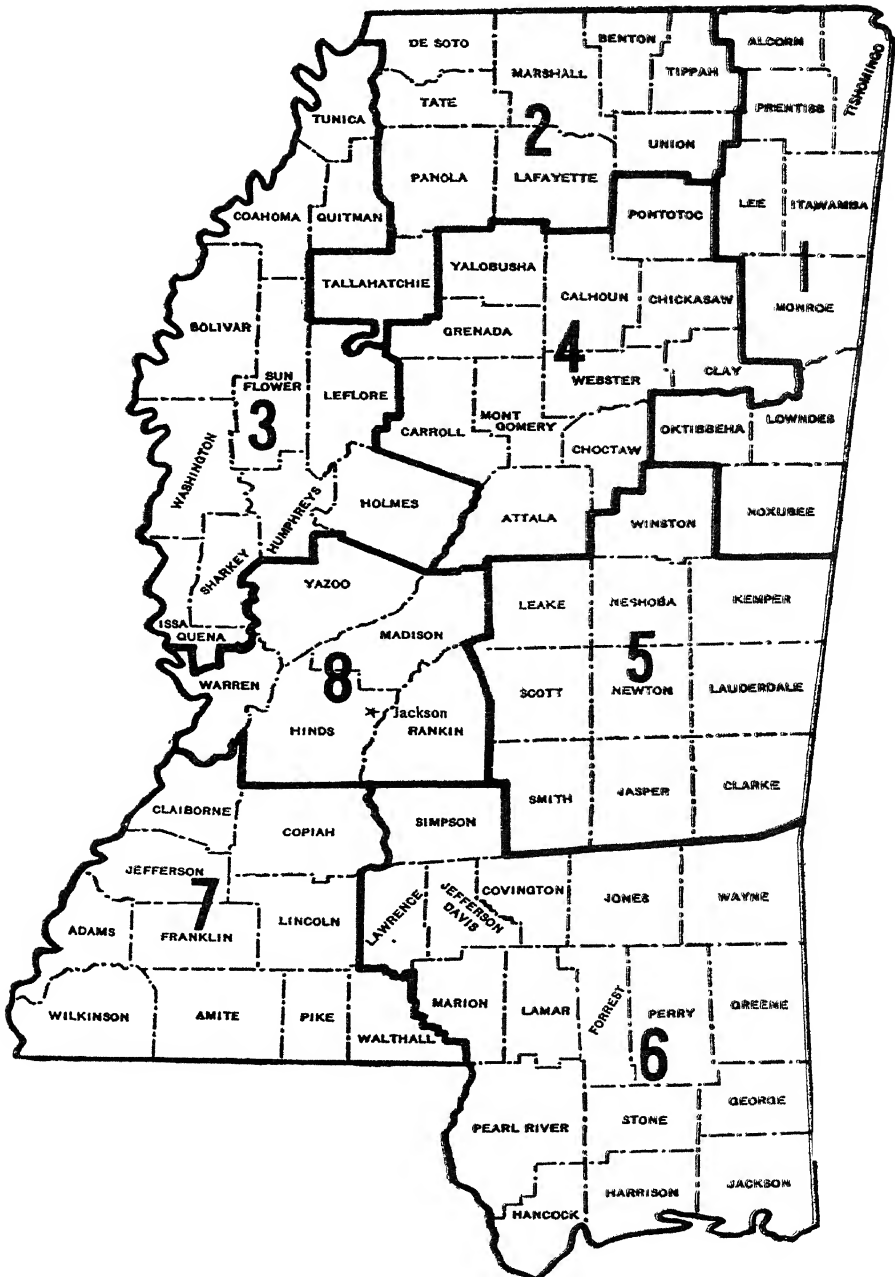 DE SOTO
BENTON
ALCORN
TISHOMINGO
MARSHALL
TIPPAH
TATE
PRENTISS
TUNICA
2
UNION
PANOLA
LAFAYETTE
LEE
ITAWAMBA
COAHOMA
QUITMAN
PONTOTOC
YALOBUSHA
1
TALLAHATCHIE
CALHOUN
CHICKASAW
MONROE
BOLIVAR
GRENADA
4
SUN
FLOWER
WEBSTER
CLAY
LEFLORE
3
MONT
GOMERY
CARROLL
OKTIBBEHA
LOWNDES
CHOCTAW
WASHINGTON
HUMPHREYS
HOLMES
ATTALA
WINSTON
NOXUBEE
SHARKEY
YAZOO
LEAKE
NESHOBA
KEMPER
ISSA
QUENA
MADISON
5
WARREN
8
SCOTT
NEWTON
LAUDERDALE
Jackson
HINDS
RANKIN
SMITH
JASPER
CLARKE
CLAIBORNE
COPIAH
SIMPSON
JEFFERSON
7
LAWRENCE
JEFFERSON
DAVIS
COVINGTON
JONES
WAYNE
ADAMS
FRANKLIN
LINCOLN
MARION
LAMAR
FORREST
PERRY
GREENE
WILKINSON
AMITE
PIKE
WALTHALL
6
GEORGE
PEARL RIVER
STONE
HANCOCK
HARRISON
JACKSON